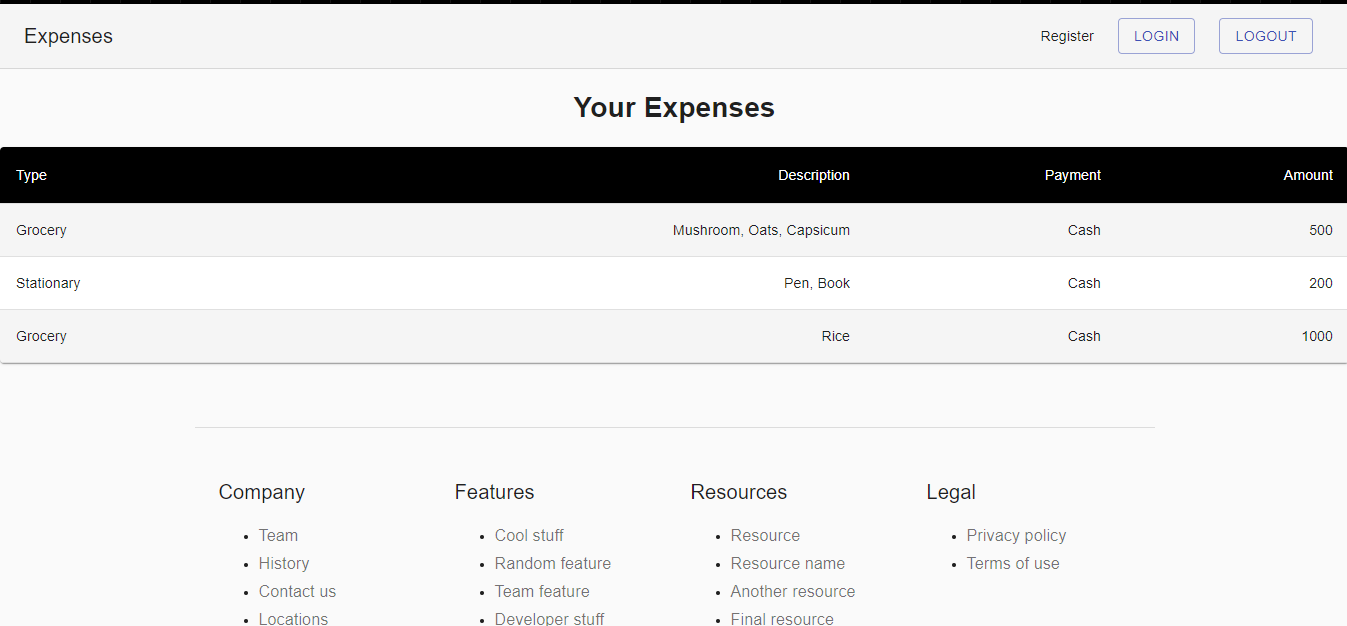 Expenses Register LOGIN LOGOUT
Your Expenses
Type Description Payment Amount
Grocery Mushroom, Oats, Capsicum Cash 500
Stationary Pen, Book Cash 200
Grocery Rice Cash 1000
Company Features Resources Legal
Team Cool stuff Resource Privacy policy
History Random feature Resource name Terms of use
Contact us Team feature Another resource
Locations Developer stuff Final resource